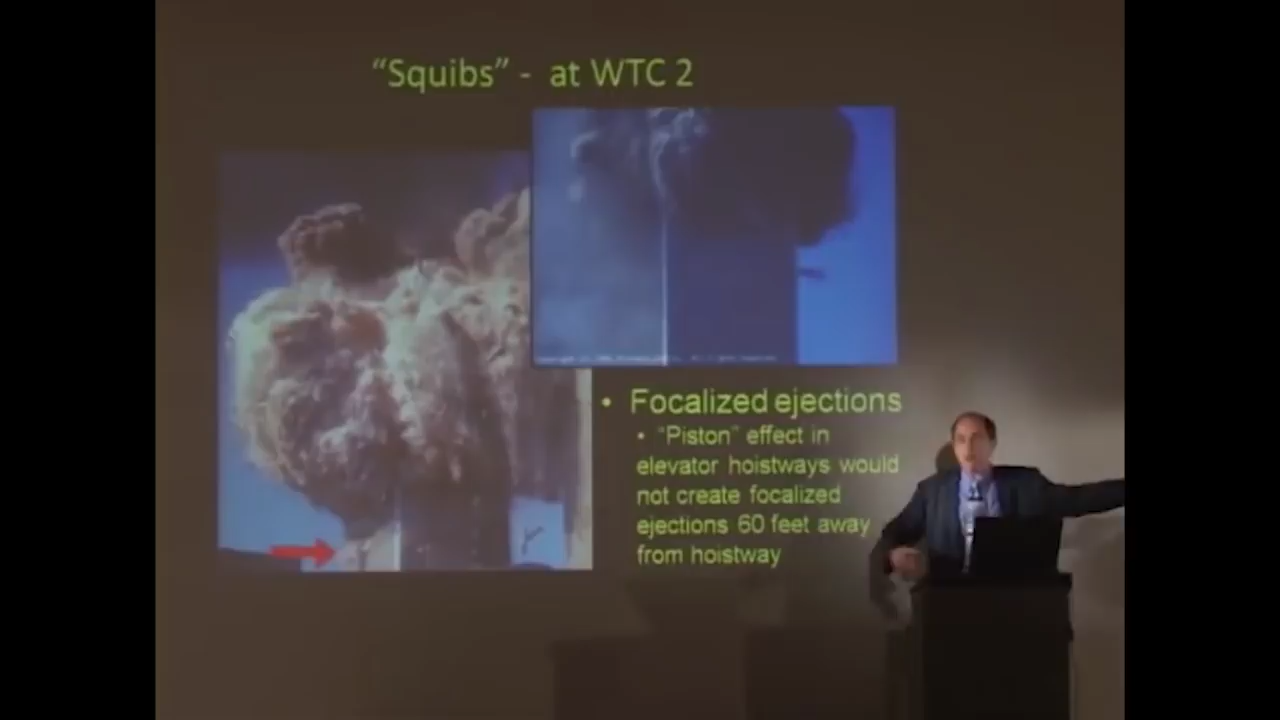 "Squibs" - at WTC 2
• Focalized ejections
• "Piston" effect in
elevator hoistways would
not create focalized
ejections 60 feet away
from hoistway